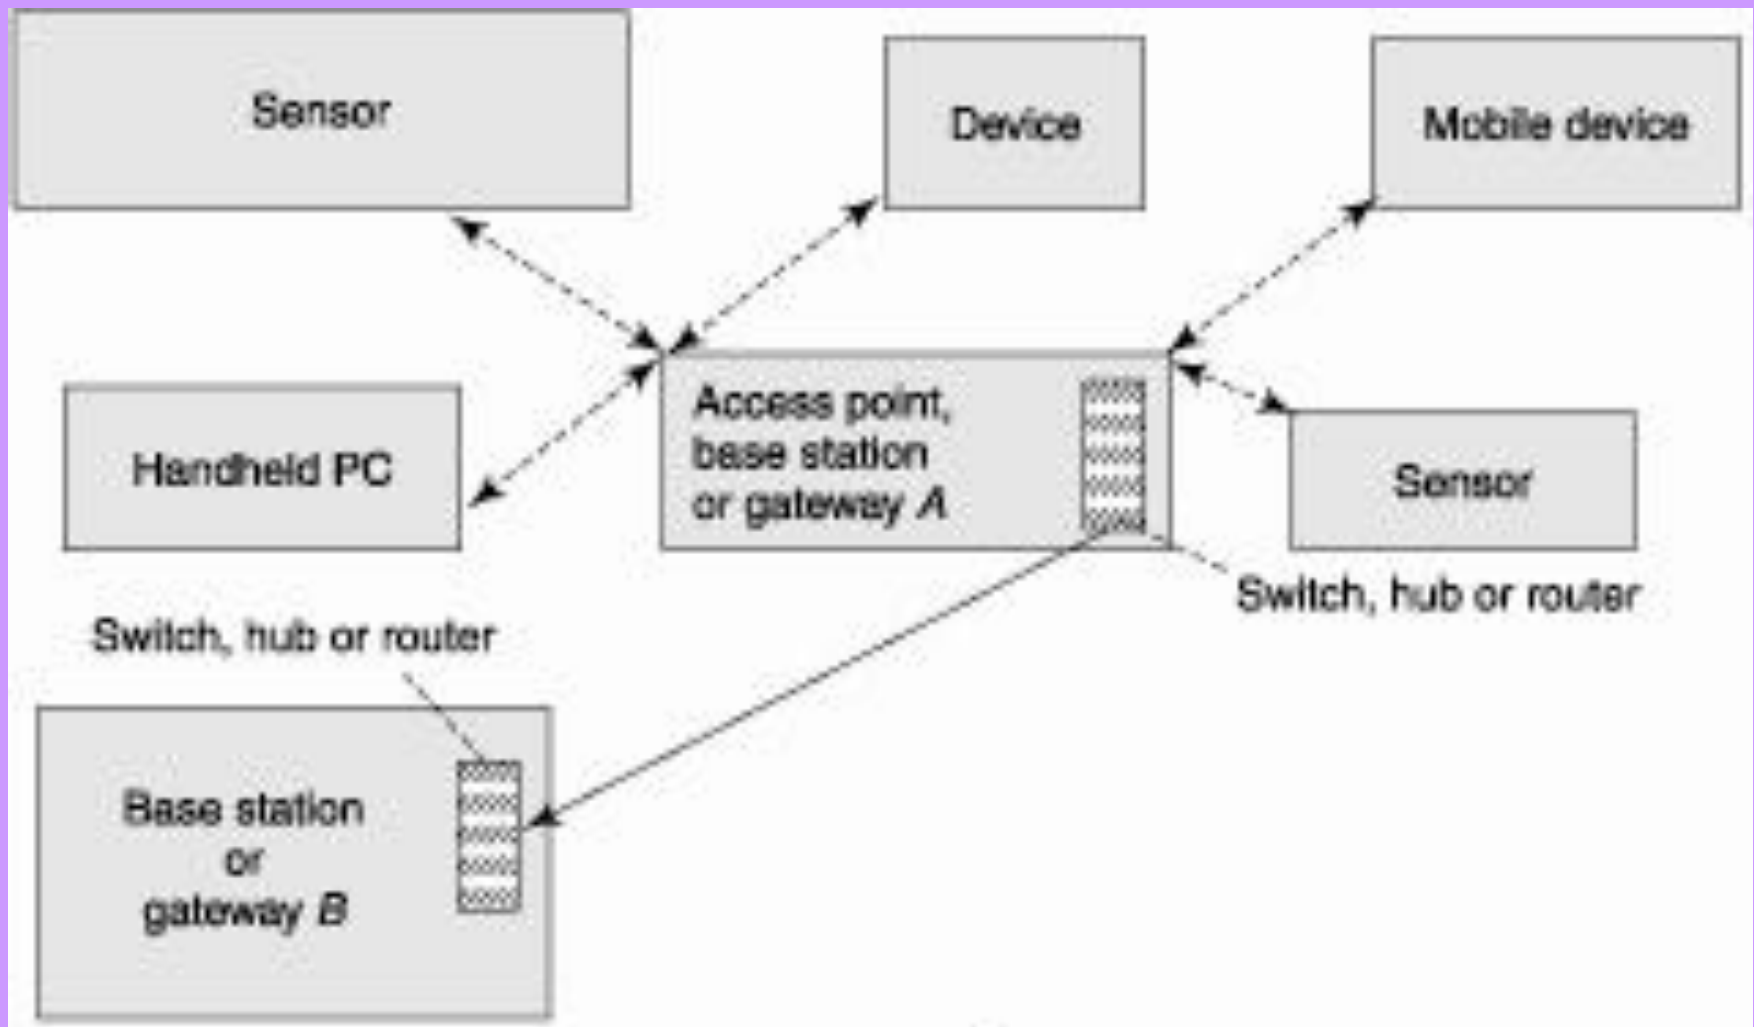 Sensor
Device
Mobile device
Access point,
base station
or gateway A
Handheld PC
Sensor
Switch, hub or router
Switch, hub or router
Base station
or
gateway B